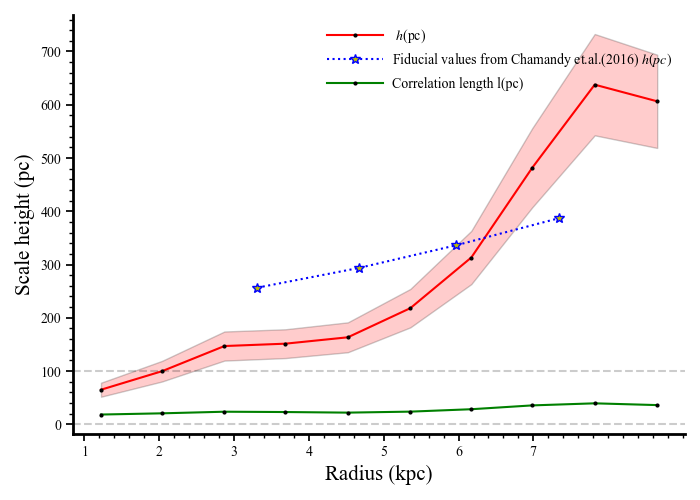 h(pc)
Fiducial values from Chamandy et.al.(2016) h(pc)
Correlation length l(pc)
Scale height (pc)
700
600
500
400
300
200
100
0
1 2 3 4 5 6 7
Radius (kpc)